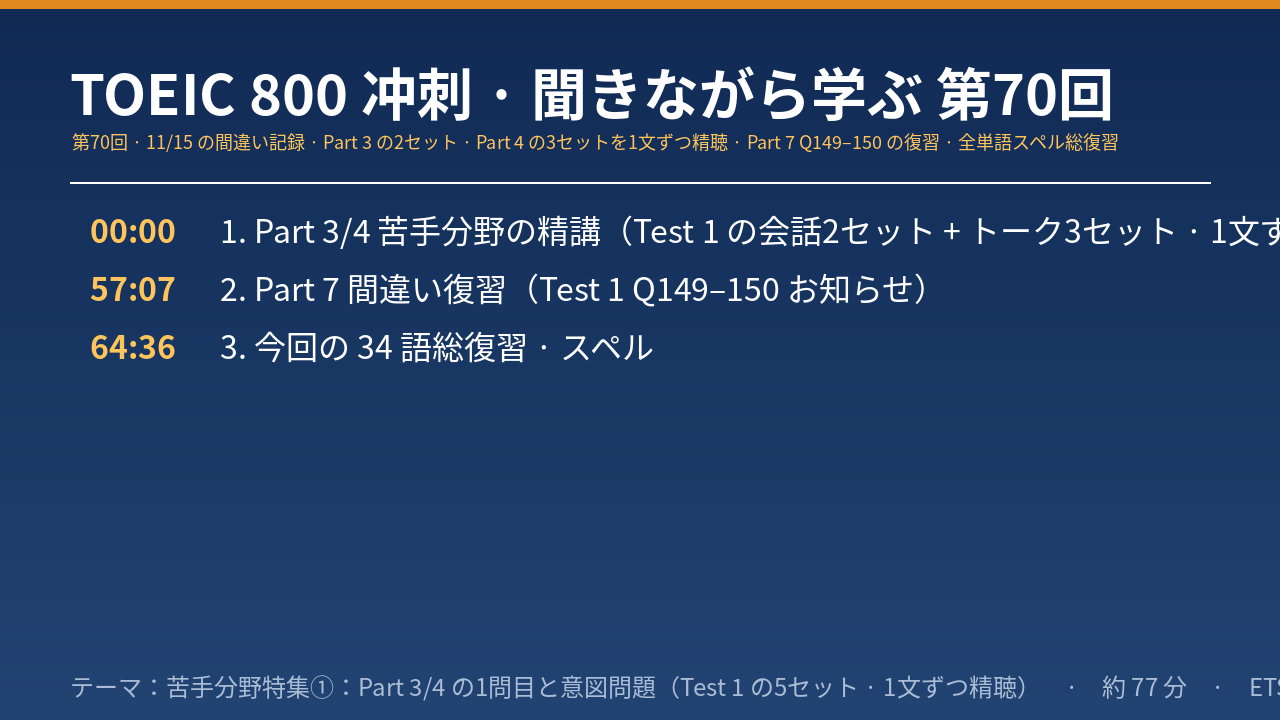 TOEIC 800 冲刺 · 聞きながら学ぶ 第70回
第70回 · 11/15 の間違い記録 · Part 3 の2セット · Part 4 の3セットを1文ずつ精聴 · Part 7 Q149–150 の復習 · 全単語スペル総復習
00:00 1. Part 3/4 苦手分野の精講（Test 1 の会話2セット + トーク3セット · 1文ず
57:07 2. Part 7 間違い復習（Test 1 Q149–150 お知らせ）
64:36 3. 今回の 34 語総復習 · スペル
テーマ：苦手分野特集①：Part 3/4 の1問目と意図問題（Test 1 の5セット · 1文ずつ精聴） · 約 77 分 · ETS